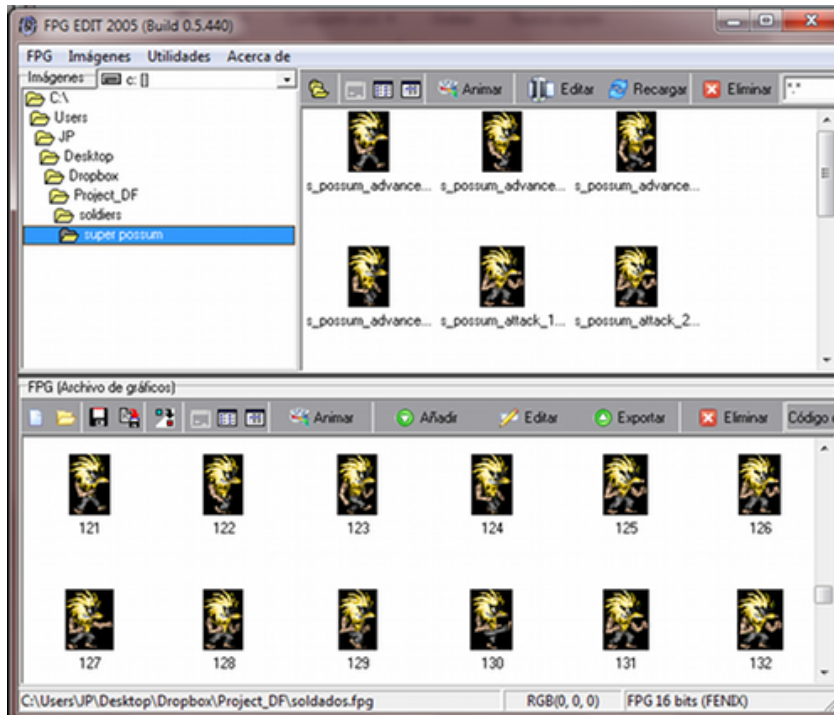 FPG EDIT 2005 (Build 0.5.440)
FPG Imágenes Utilidades Acerca de
Imágenes c: []
Animar Editar Recargar Eliminar *.*
C:\
Users
JP
Desktop
Dropbox
Project_DF
soldiers
super possum
s_possum_advance... s_possum_advance... s_possum_advance...
s_possum_advance... s_possum_attack_1... s_possum_attack_2...
FPG (Archivo de gráficos)
Animar Añadir Editar Exportar Eliminar Código
121 122 123 124 125 126
127 128 129 130 131 132
C:\Users\JP\Desktop\Dropbox\Project_DF\soldados.fpg RGB(0, 0, 0) FPG 16 bits (FENIX)